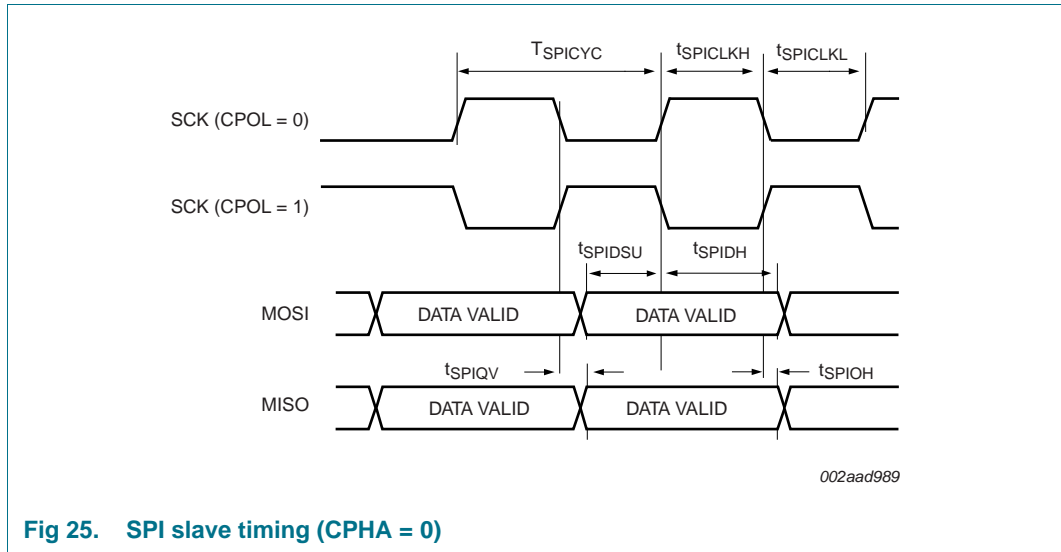 TSPICYC tSPICLKH tSPICLKL
SCK (CPOL = 0)
SCK (CPOL = 1)
tSPIDSU tSPIDH
MOSI DATA VALID DATA VALID
tSPIQV tSPIOH
MISO DATA VALID DATA VALID
002aad989
Fig 25. SPI slave timing (CPHA = 0)